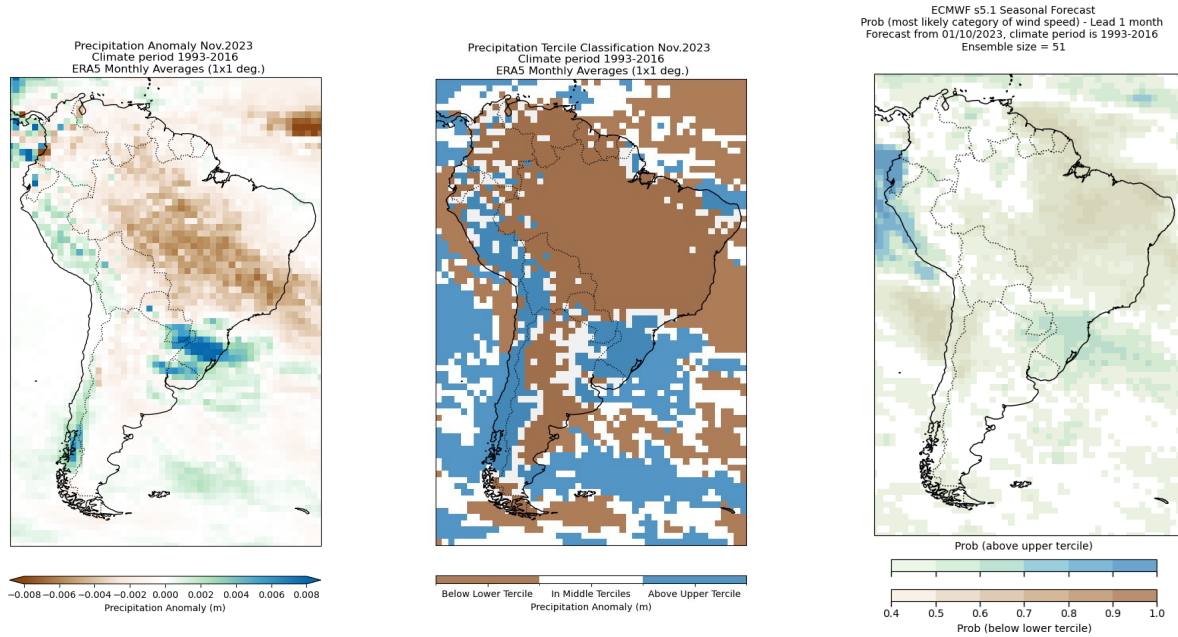 Precipitation Anomaly Nov.2023
Climate period 1993-2016
ERA5 Monthly Averages (1x1 deg.)
−0.008 −0.006 −0.004 −0.002 0.000 0.002 0.004 0.006 0.008
Precipitation Anomaly (m)
Precipitation Tercile Classification Nov.2023
Climate period 1993-2016
ERA5 Monthly Averages (1x1 deg.)
Below Lower Tercile In Middle Terciles Above Upper Tercile
Precipitation Anomaly (m)
ECMWF s5.1 Seasonal Forecast
Prob (most likely category of wind speed) - Lead 1 month
Forecast from 01/10/2023, climate period is 1993-2016
Ensemble size = 51
Prob (above upper tercile)
0.4 0.5 0.6 0.7 0.8 0.9 1.0
Prob (below lower tercile)